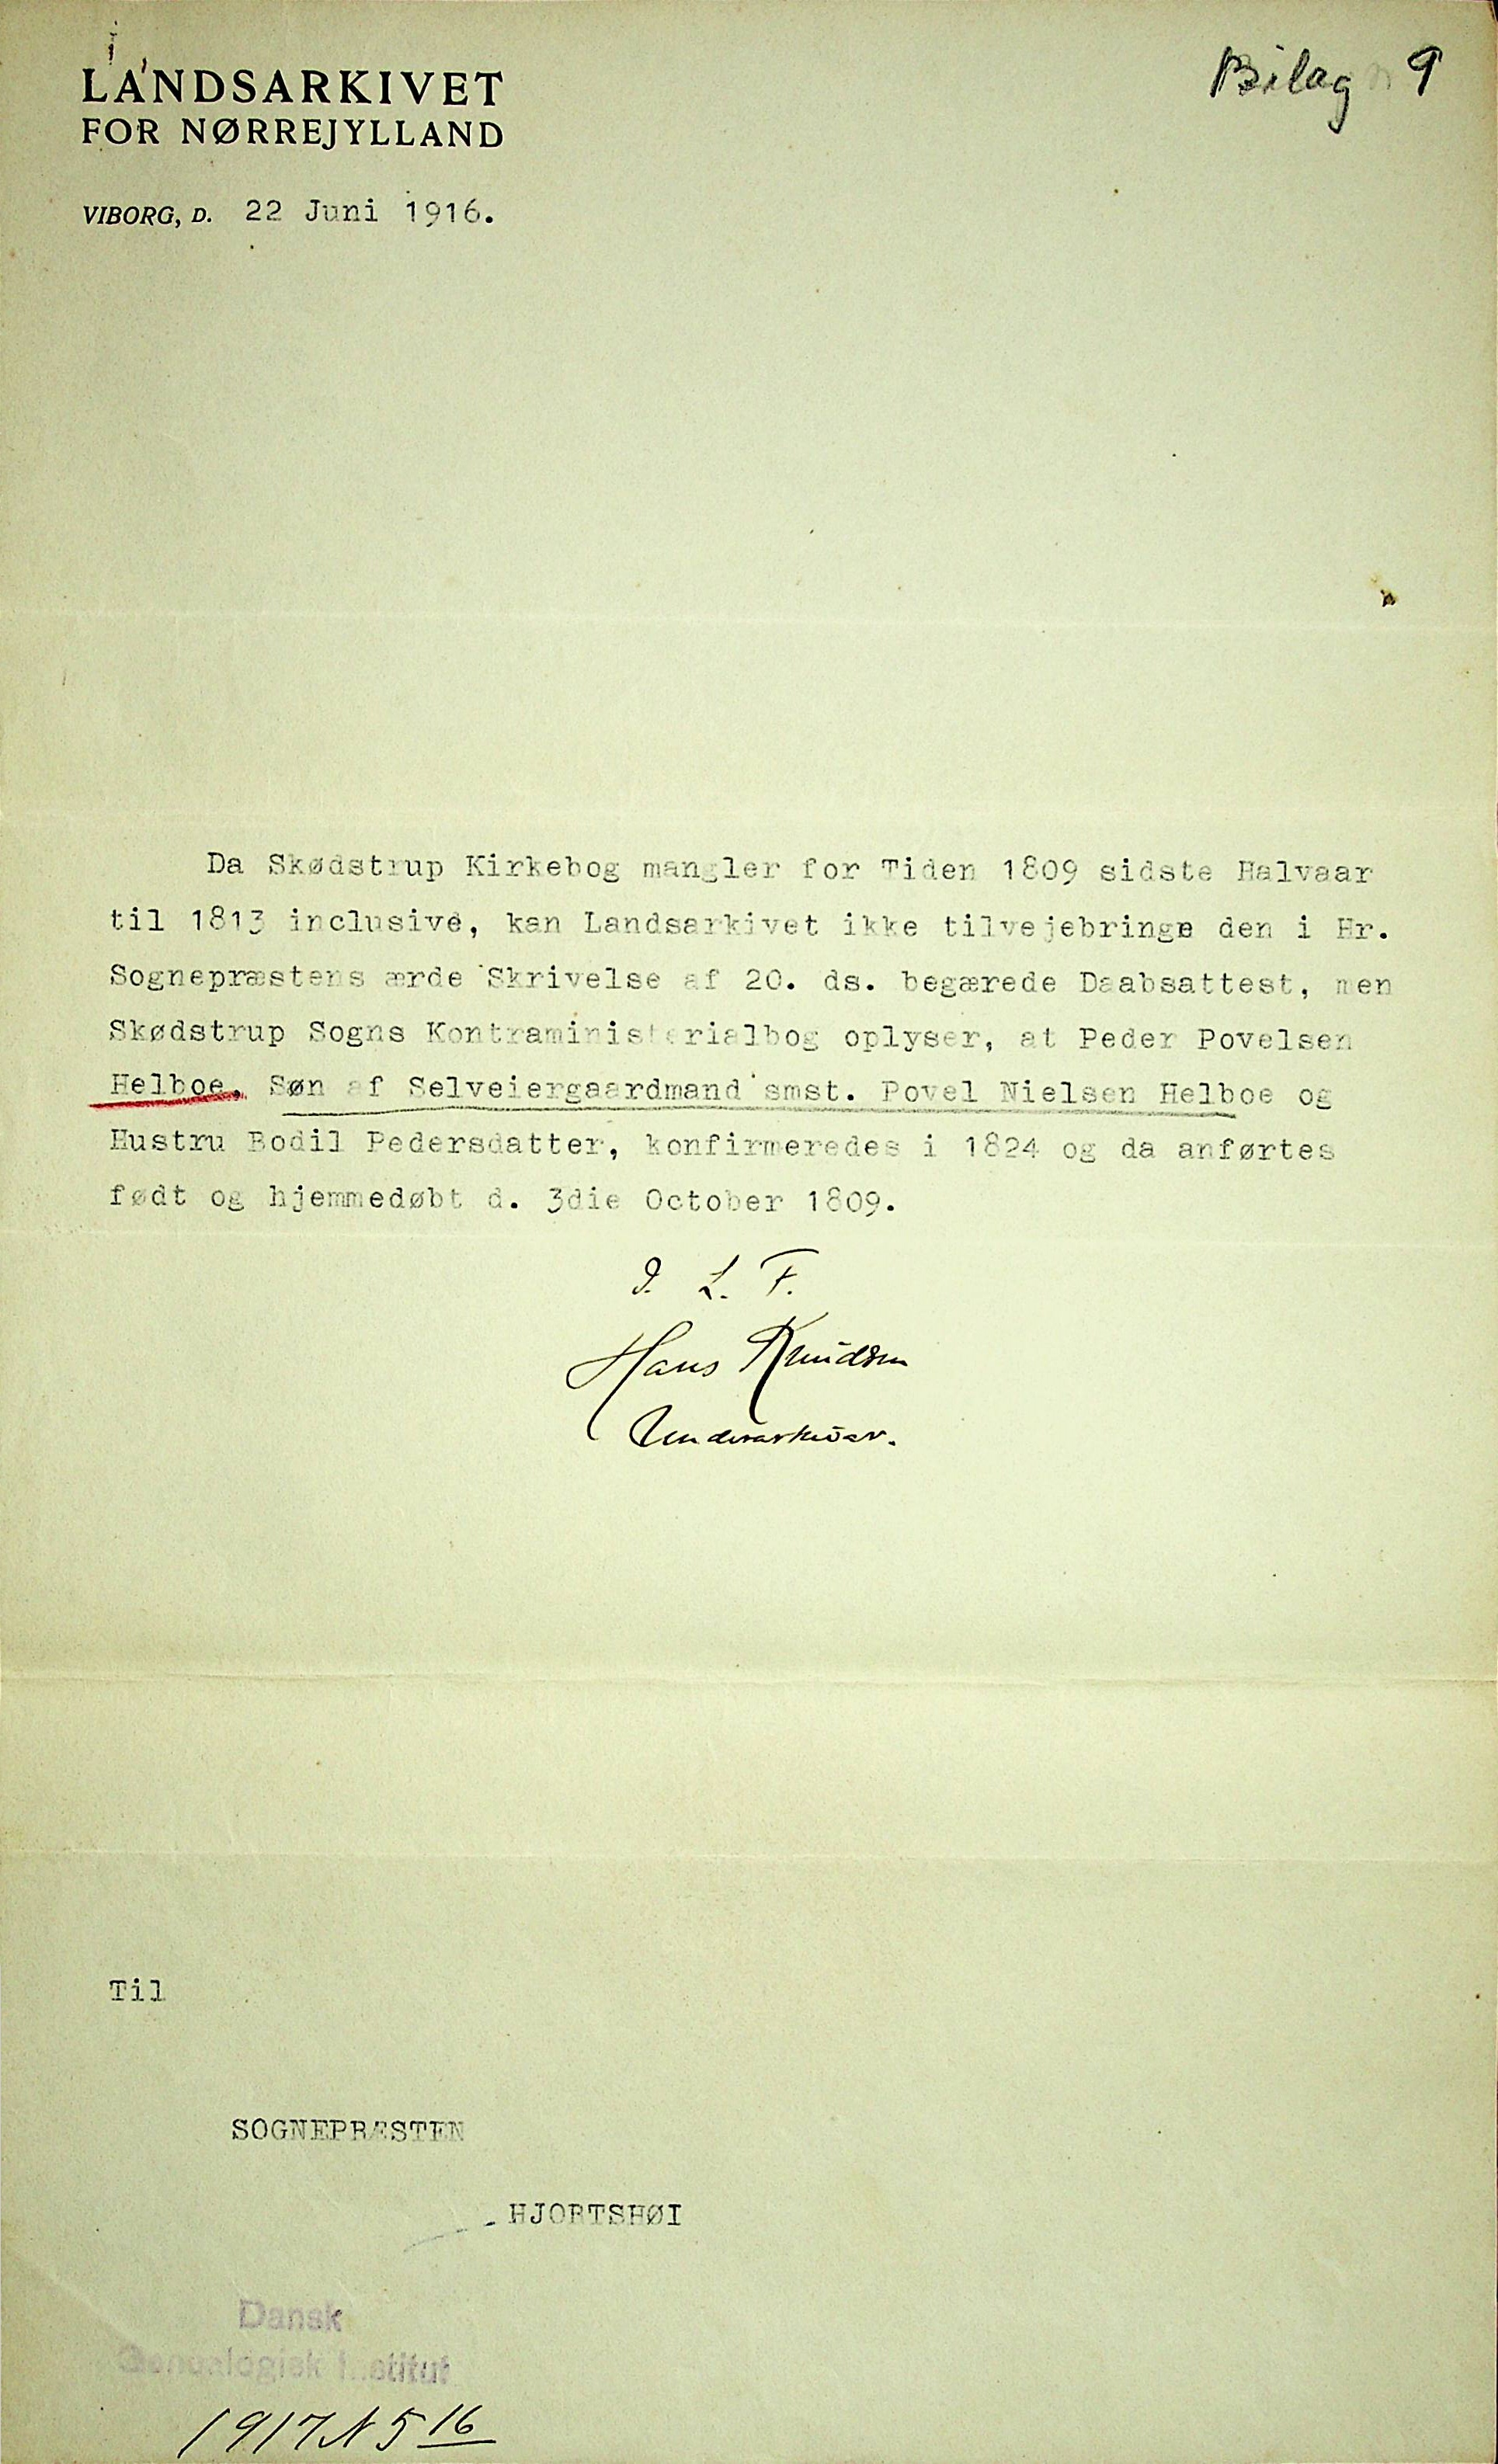 LANDSARKIVET
FOR NØRREJYLLAND
Bilag 9
VIBORG, D. 22 Juni 1916.
Da Skødstrup Kirkebog mangler for Tiden 1809 sidste Halvaar
til 1813 inclusive, kan Landsarkivet ikke tilvejebringe den i Hr.
Sognepræstens ærde Skrivelse af 20. ds. begærede Daabsattest, men
Skødstrup Sogns Kontraministerialbog oplyser, at Peder Povelsen
Helboe, Søn af Selveiergaardmand smst. Povel Nielsen Helboe og
Hustru Bodil Pedersdatter, konfirmeredes i 1824 og da anførtes
født og hjemmedøbt d. 3die October 1809.
I. L. F.
Hans Knudsen
Underarkivar.
Til
SOGNEPRÆSTEN
HJORTSHØI
Dansk
Genealogisk Institut
1917 N 5 16